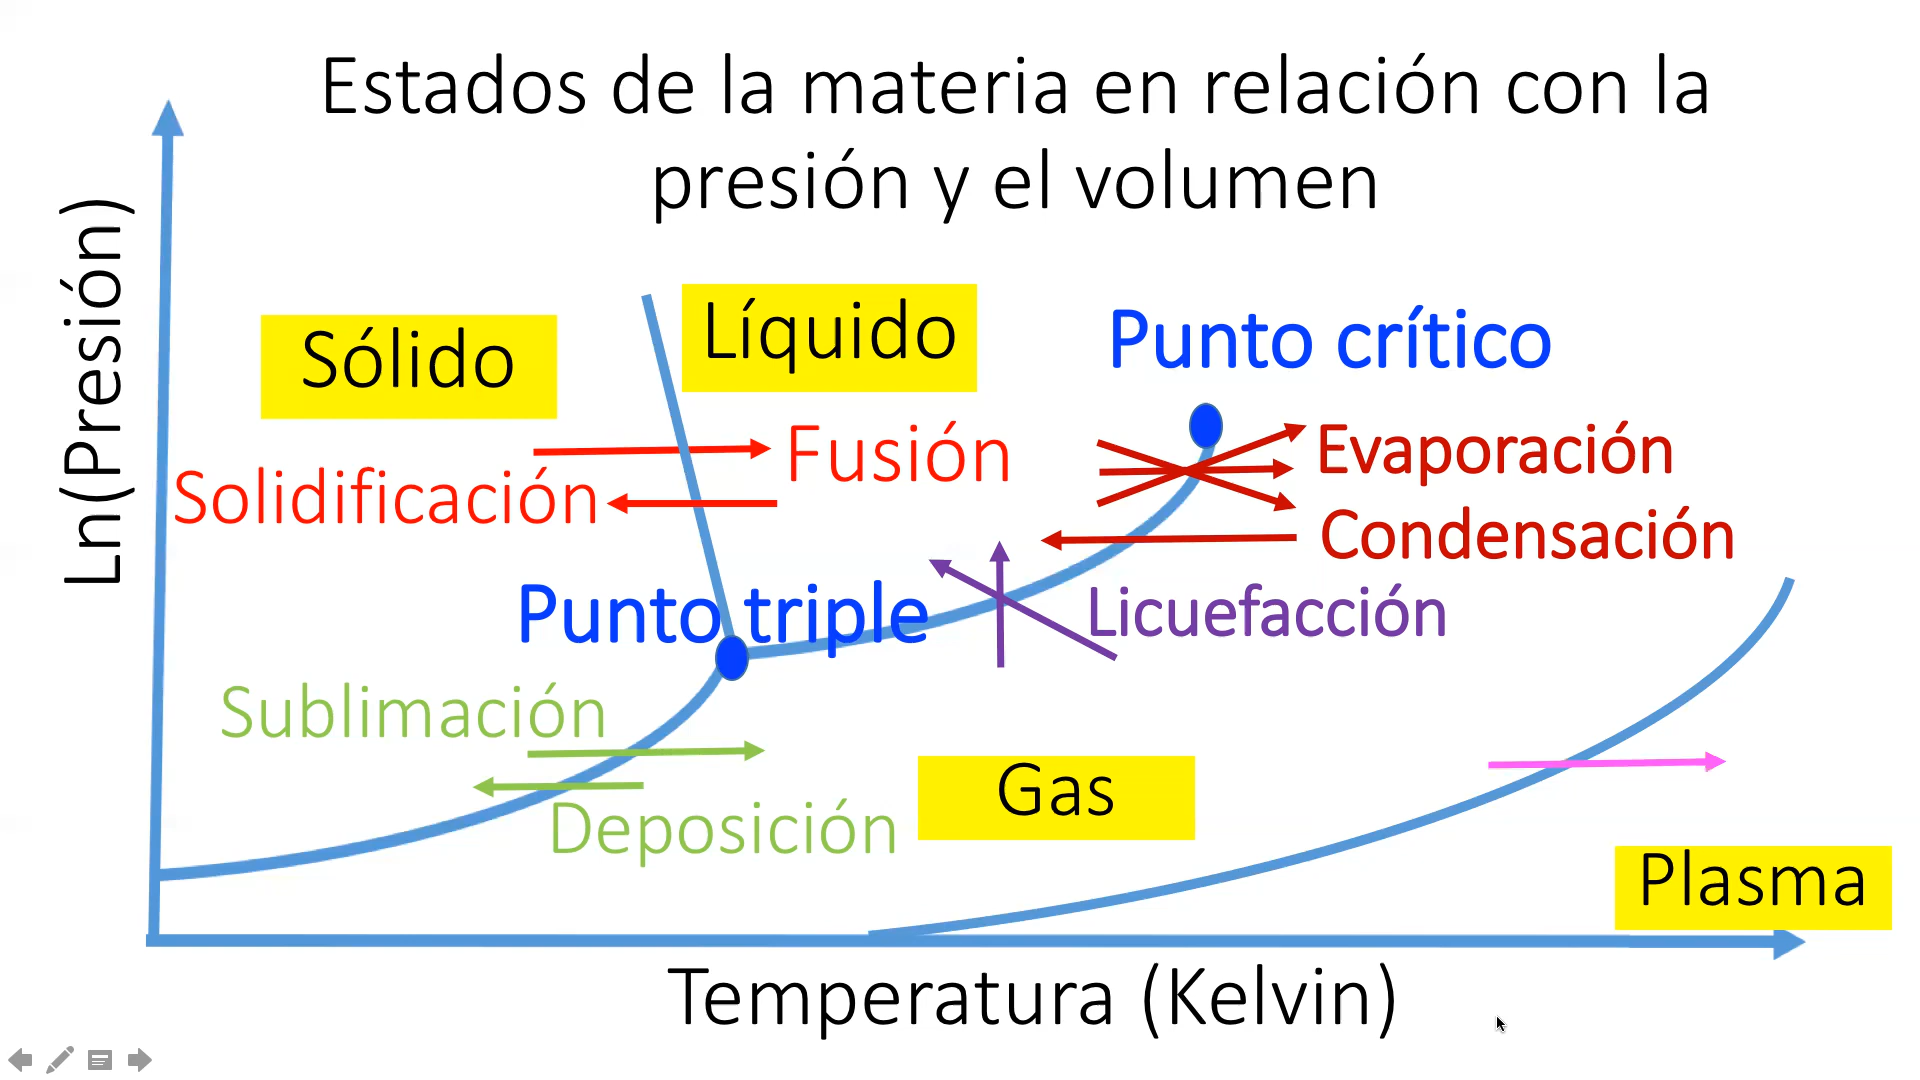 Estados de la materia en relación con la
presión y el volumen
Ln(Presión)
Sólido
Líquido
Punto crítico
Fusión
Evaporación
Solidificación
Condensación
Punto triple
Licuefacción
Sublimación
Gas
Deposición
Plasma
Temperatura (Kelvin)